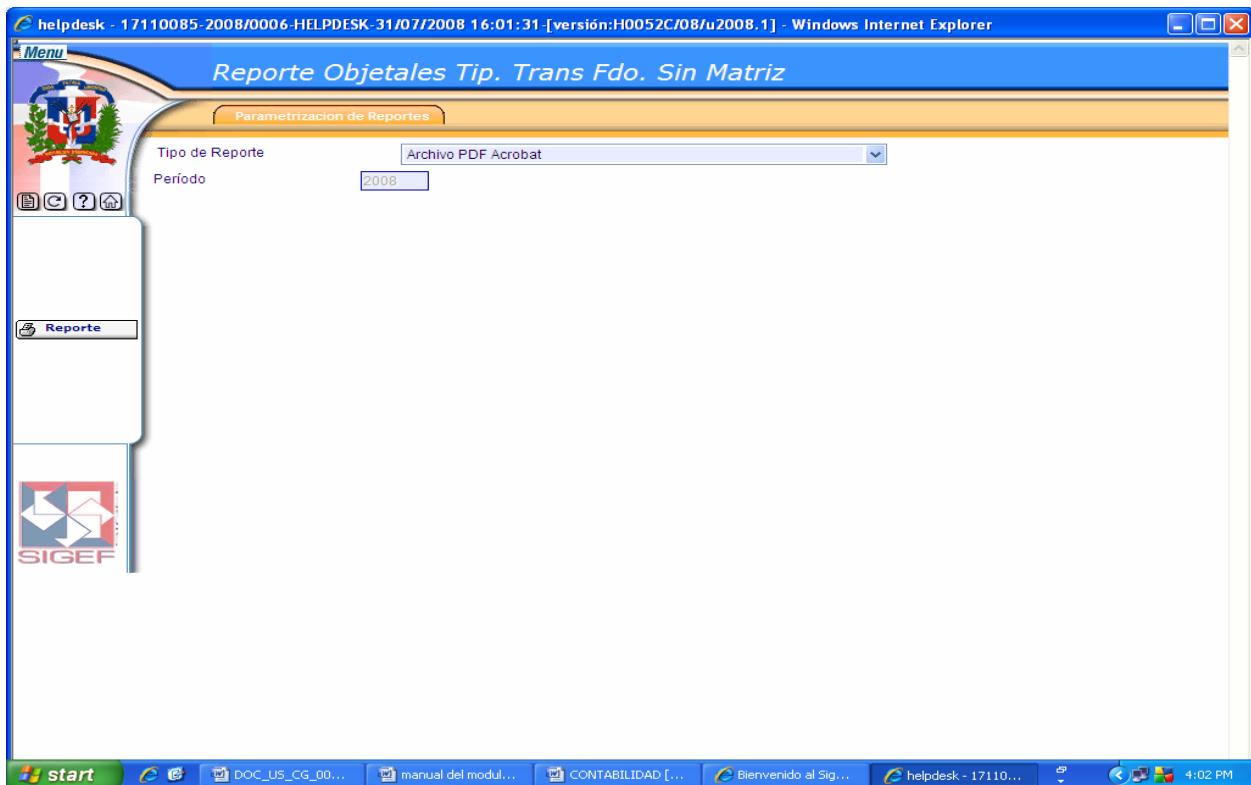 helpdesk - 17110085-2008/0006-HELPDESK-31/07/2008 16:01:31-[versión:H0052C/08/u2008.1] - Windows Internet Explorer
Menu
Reporte Objetales Tip. Trans Fdo. Sin Matriz
Parametrizacion de Reportes
Tipo de Reporte Archivo PDF Acrobat
Período 2008
Reporte
SIGEF
start DOC_US_CG_00... manual del modul... CONTABILIDAD [... Bienvenido al Sig... helpdesk - 17110... 4:02 PM